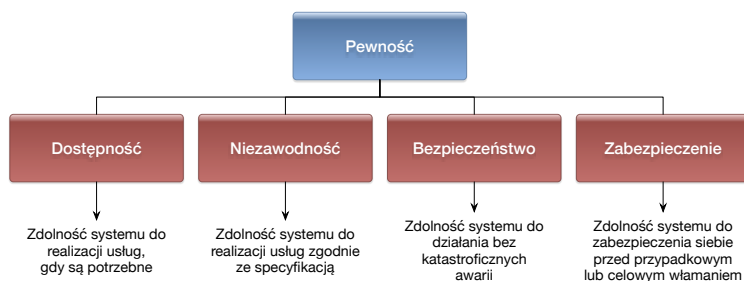 Pewność
Dostępność
Niezawodność
Bezpieczeństwo
Zabezpieczenie
Zdolność systemu do
realizacji usług,
gdy są potrzebne
Zdolność systemu do
realizacji usług zgodnie
ze specyfikacją
Zdolność systemu do
działania bez
katastroficznych
awarii
Zdolność systemu do
zabezpieczenia siebie
przed przypadkowym
lub celowym włamaniem